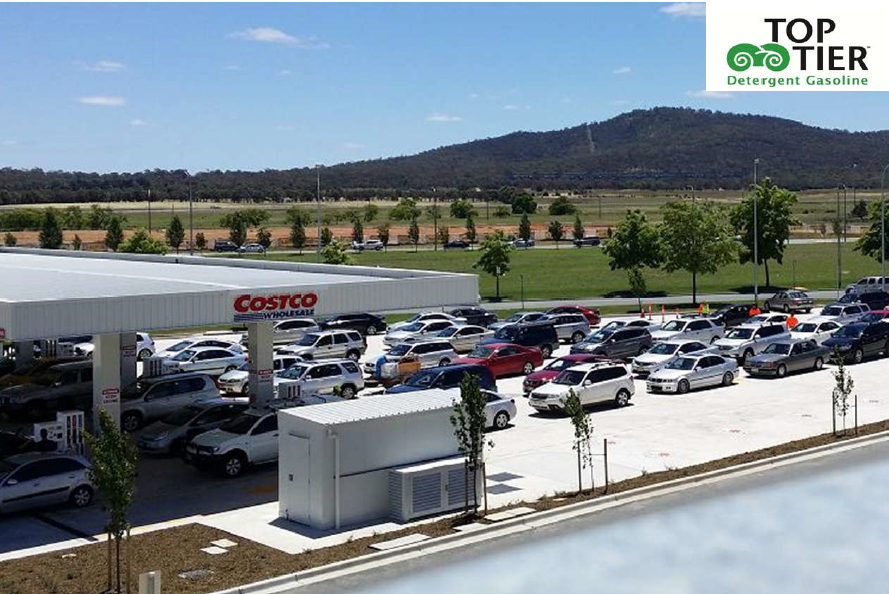 TOP
TIER
Detergent Gasoline
COSTCO
WHOLESALE